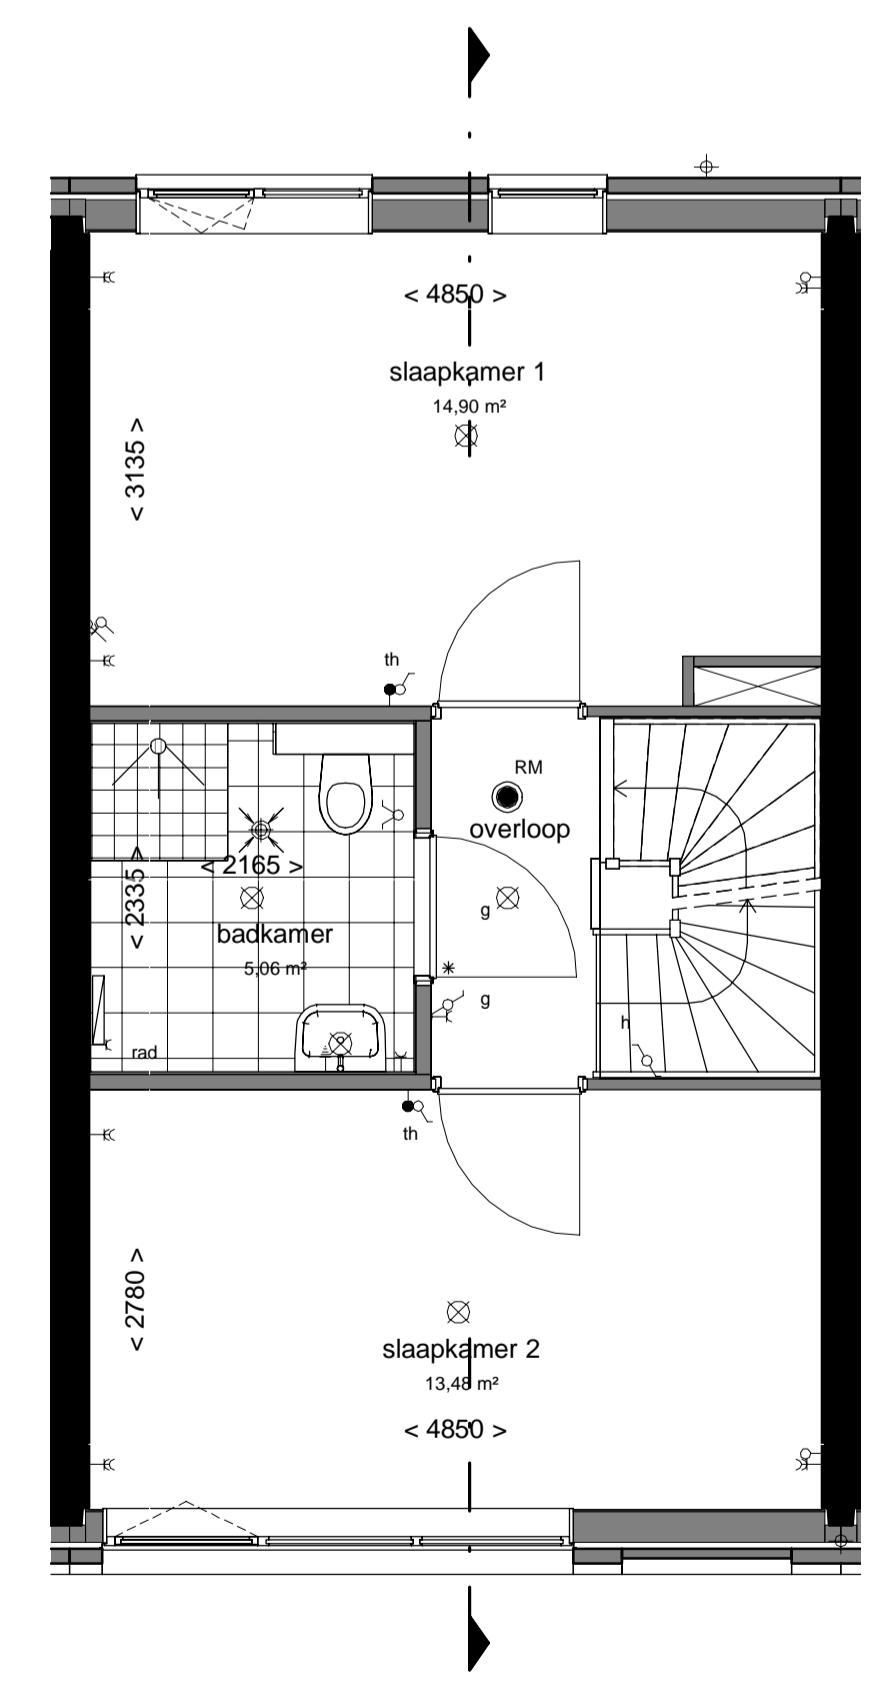 < 4850 >
slaapkamer 1
14,90 m²
< 3135 >
th
RM
overloop
< 2165 >
< 2335 >
g
badkamer
5,06 m²
g
h
rad
th
< 2780 >
slaapkamer 2
13,48 m²
< 4850 >